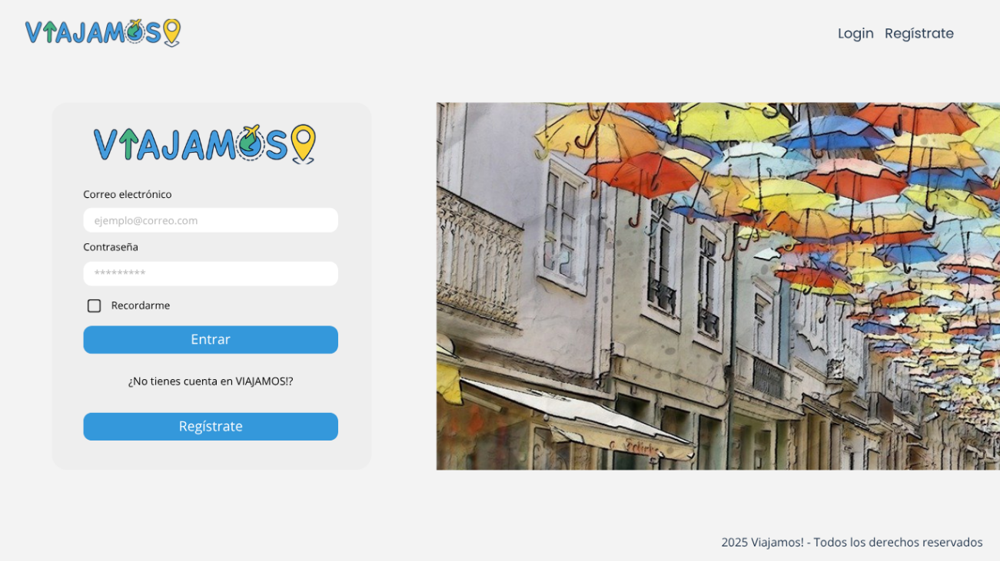 VIAJAMOS!
Login Regístrate
VIAJAMOS!
Correo electrónico
ejemplo@correo.com
Contraseña
*********
Recordarme
Entrar
¿No tienes cuenta en VIAJAMOS!?
Regístrate
2025 Viajamos! - Todos los derechos reservados